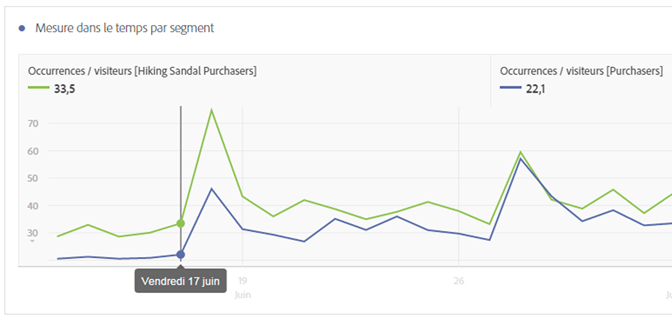 Mesure dans le temps par segment
Occurrences / visiteurs [Hiking Sandal Purchasers]
33,5
Occurrences / visiteurs [Purchasers]
22,1
70
60
50
40
30
Vendredi 17 juin
19
Juin
26